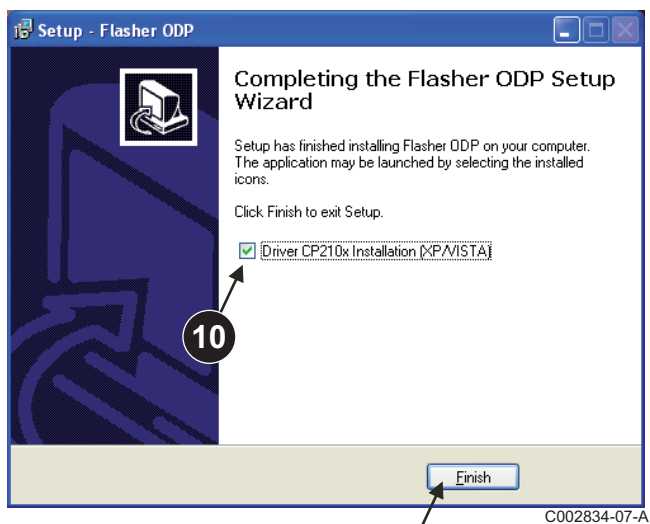 Setup - Flasher ODP
Completing the Flasher ODP Setup
Wizard
Setup has finished installing Flasher ODP on your computer.
The application may be launched by selecting the installed
icons.
Click Finish to exit Setup.
Driver CP210x Installation (XP/VISTA)
10
Finish
C002834-07-A